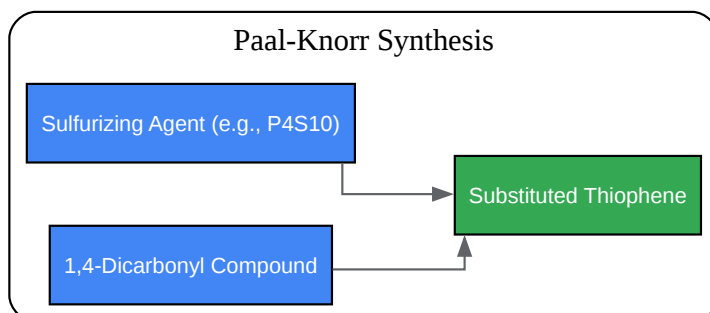 Paal-Knorr Synthesis
Sulfurizing Agent (e.g., P4S10)
Substituted Thiophene
1,4-Dicarbonyl Compound